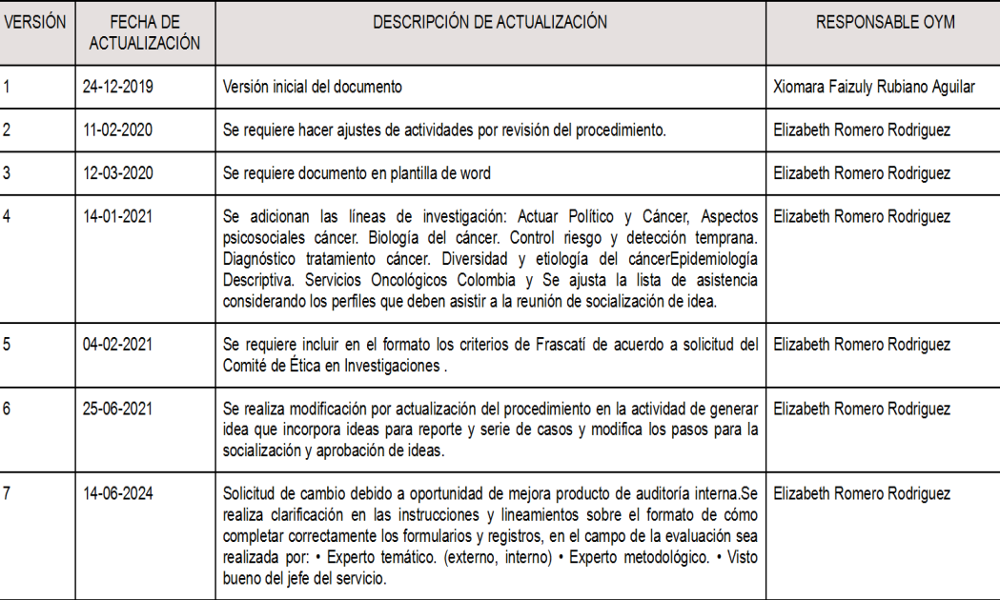 VERSIÓN
FECHA DE
ACTUALIZACIÓN
DESCRIPCIÓN DE ACTUALIZACIÓN
RESPONSABLE OYM
1
24-12-2019
Versión inicial del documento
Xiomara Faizuly Rubiano Aguilar
2
11-02-2020
Se requiere hacer ajustes de actividades por revisión del procedimiento.
Elizabeth Romero Rodriguez
3
12-03-2020
Se requiere documento en plantilla de word
Elizabeth Romero Rodriguez
4
14-01-2021
Se adicionan las líneas de investigación: Actuar Político y Cáncer, Aspectos
psicosociales cáncer. Biología del cáncer. Control riesgo y detección temprana.
Diagnóstico tratamiento cáncer. Diversidad y etiología del cáncerEpidemiología
Descriptiva. Servicios Oncológicos Colombia y Se ajusta la lista de asistencia
considerando los perfiles que deben asistir a la reunión de socialización de idea.
Elizabeth Romero Rodriguez
5
04-02-2021
Se requiere incluir en el formato los criterios de Frascatí de acuerdo a solicitud del
Comité de Ética en Investigaciones .
Elizabeth Romero Rodriguez
6
25-06-2021
Se realiza modificación por actualización del procedimiento en la actividad de generar
idea que incorpora ideas para reporte y serie de casos y modifica los pasos para la
socialización y aprobación de ideas.
Elizabeth Romero Rodriguez
7
14-06-2024
Solicitud de cambio debido a oportunidad de mejora producto de auditoría interna.Se
realiza clarificación en las instrucciones y lineamientos sobre el formato de cómo
completar correctamente los formularios y registros, en el campo de la evaluación sea
realizada por: • Experto temático. (externo, interno) • Experto metodológico. • Visto
bueno del jefe del servicio.
Elizabeth Romero Rodriguez